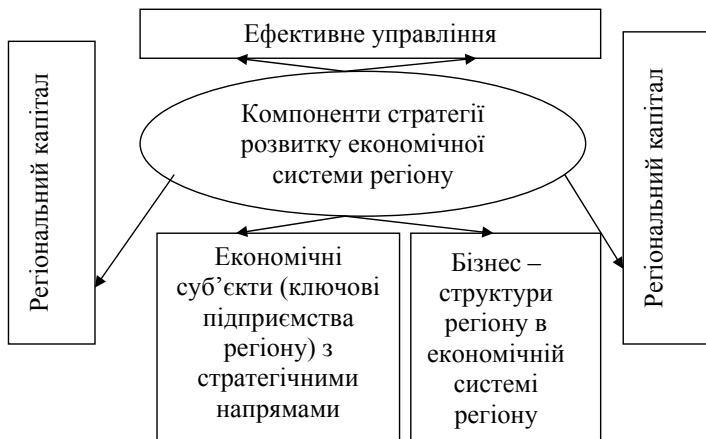 Ефективне управління
Регіональний капітал
Компоненти стратегії
розвитку економічної
системи регіону
Регіональний капітал
Економічні
суб’єкти (ключові
підприємства
регіону) з
стратегічними
напрямами
Бізнес –
структури
регіону в
економічній
системі
регіону